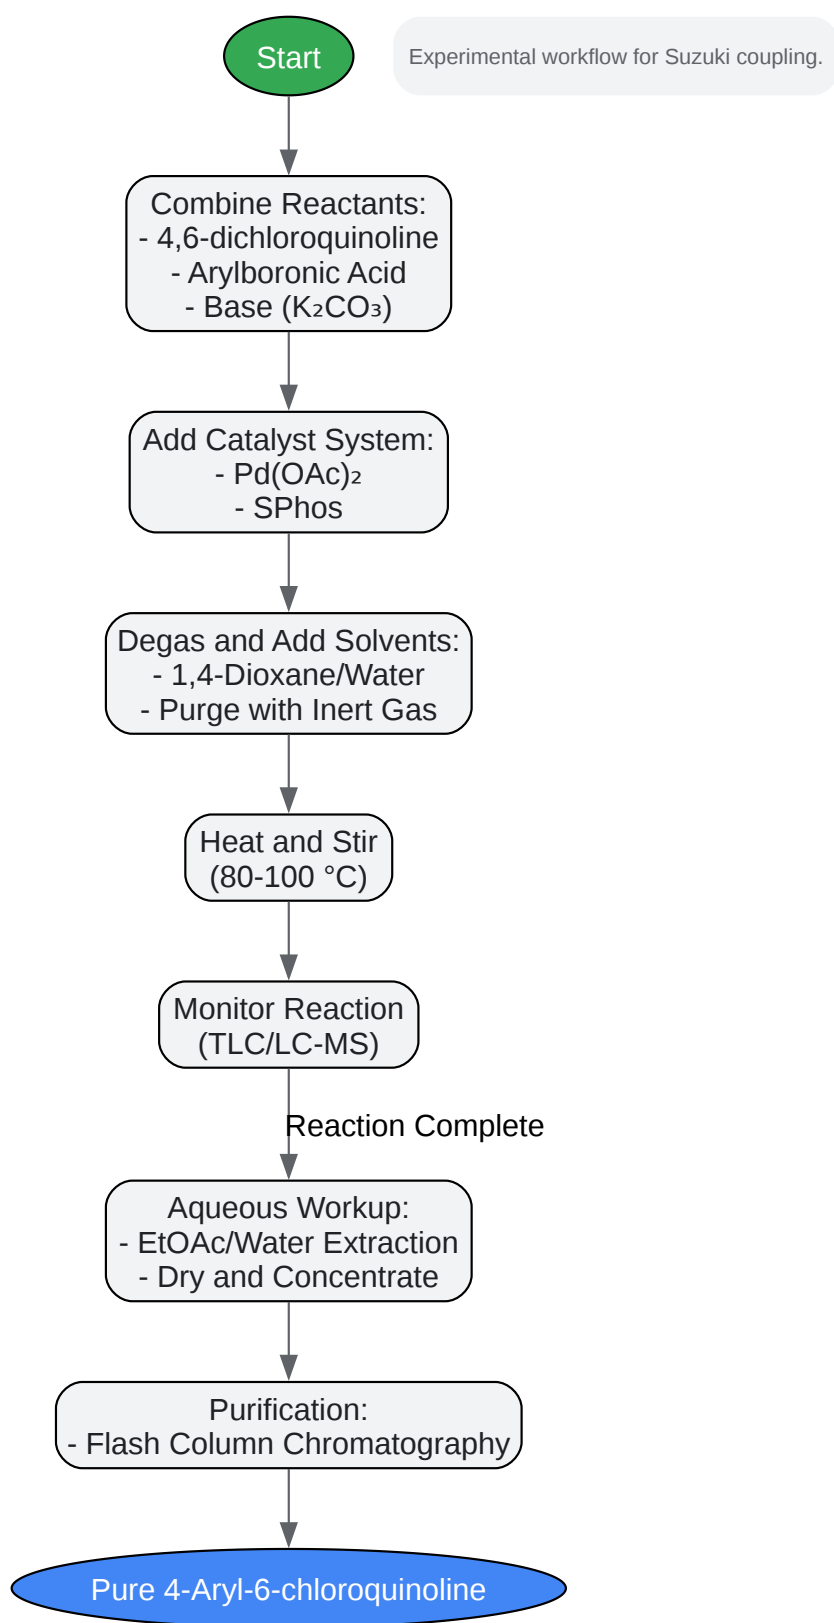 Start
Experimental workflow for Suzuki coupling.
Combine Reactants:
- 4,6-dichloroquinoline
- Arylboronic Acid
- Base (K₂CO₃)
Add Catalyst System:
- Pd(OAc)₂
- SPhos
Degas and Add Solvents:
- 1,4-Dioxane/Water
- Purge with Inert Gas
Heat and Stir
(80-100 °C)
Monitor Reaction
(TLC/LC-MS)
Reaction Complete
Aqueous Workup:
- EtOAc/Water Extraction
- Dry and Concentrate
Purification:
- Flash Column Chromatography
Pure 4-Aryl-6-chloroquinoline